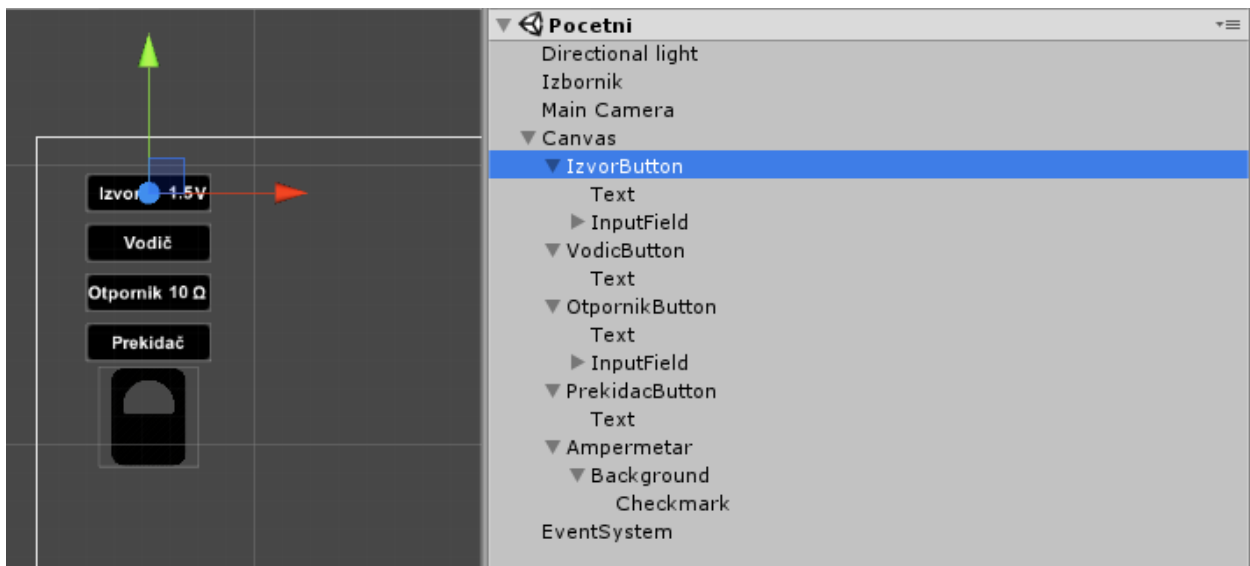 Izvor 1.5V
Vodič
Otpornik 10 Ω
Prekidač
Pocetni
Directional light
Izbornik
Main Camera
Canvas
IzvorButton
Text
InputField
VodicButton
Text
OtpornikButton
Text
InputField
PrekidacButton
Text
Ampermetar
Background
Checkmark
EventSystem